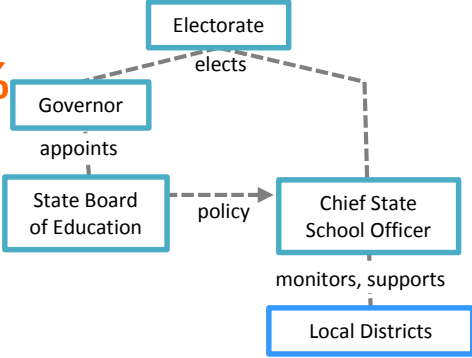 Electorate
elects
%
Governor
appoints
State Board
of Education
policy
Chief State
School Officer
monitors, supports
Local Districts